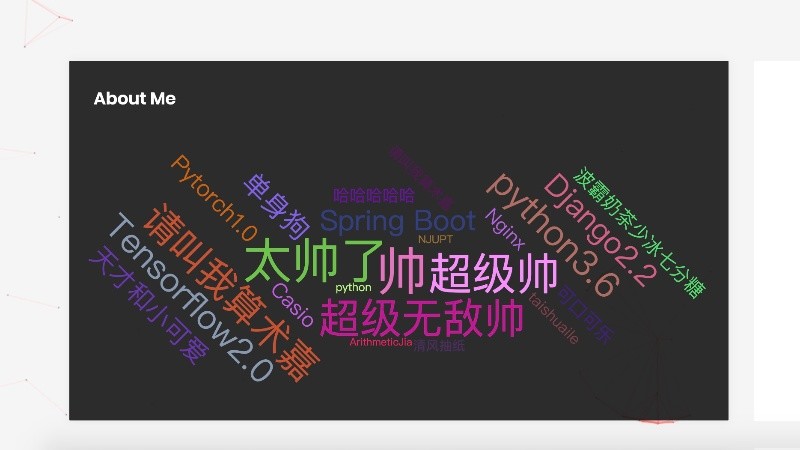 About Me
Pytorch1.0
单身狗
哈哈哈哈哈
Spring Boot
NJUPT
python3.6
Django2.2
波霸奶茶少冰七分糖
Nginx
请叫我算术嘉
Tensorflow2.0
天才和小可爱
太帅了
帅
超级帅
python
Casio
超级无敌帅
可口可乐
taishuaile
ArithmeticJia
清风抽纸